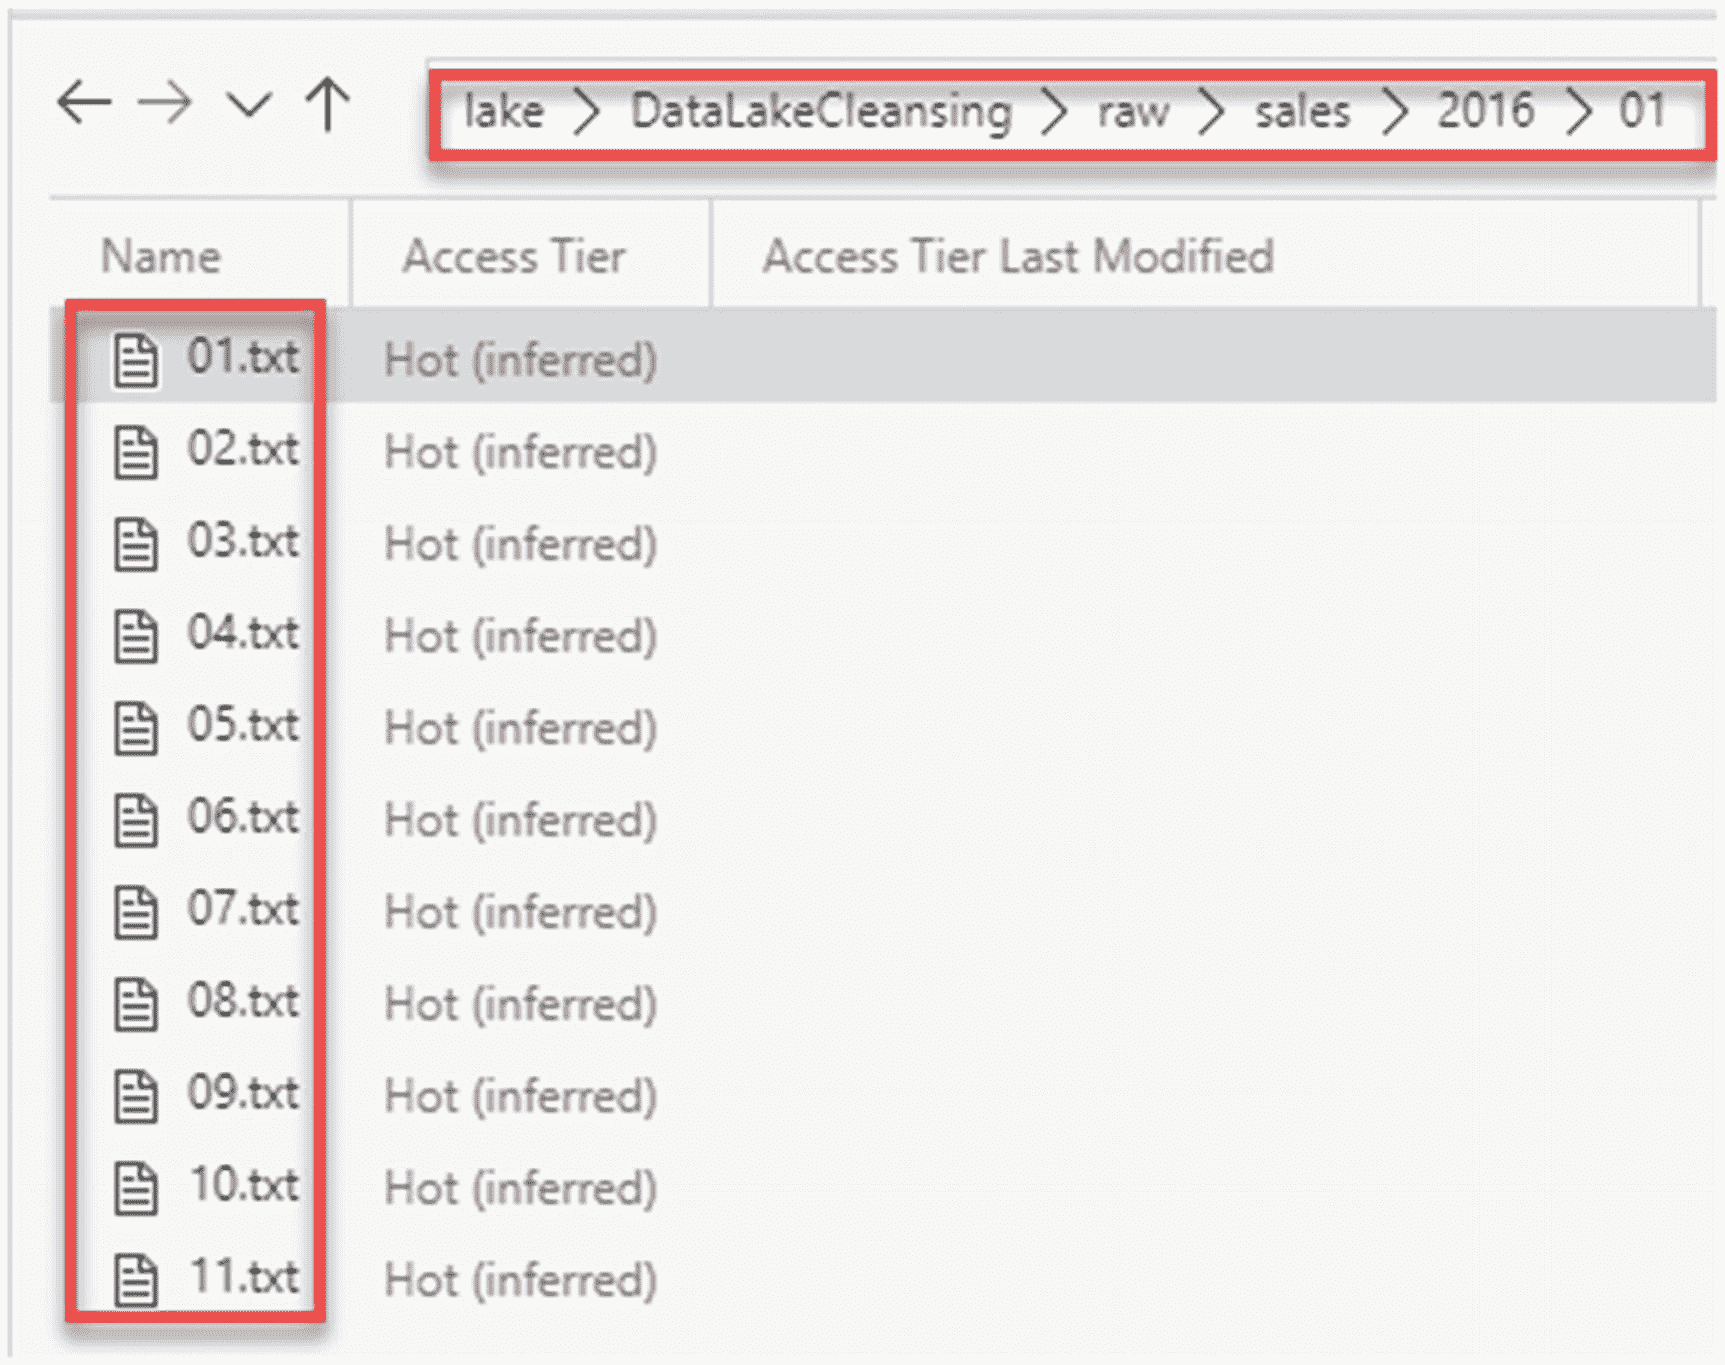 lake > DataLakeCleansing > raw > sales > 2016 > 01
Name Access Tier Access Tier Last Modified
01.txt Hot (inferred)
02.txt Hot (inferred)
03.txt Hot (inferred)
04.txt Hot (inferred)
05.txt Hot (inferred)
06.txt Hot (inferred)
07.txt Hot (inferred)
08.txt Hot (inferred)
09.txt Hot (inferred)
10.txt Hot (inferred)
11.txt Hot (inferred)